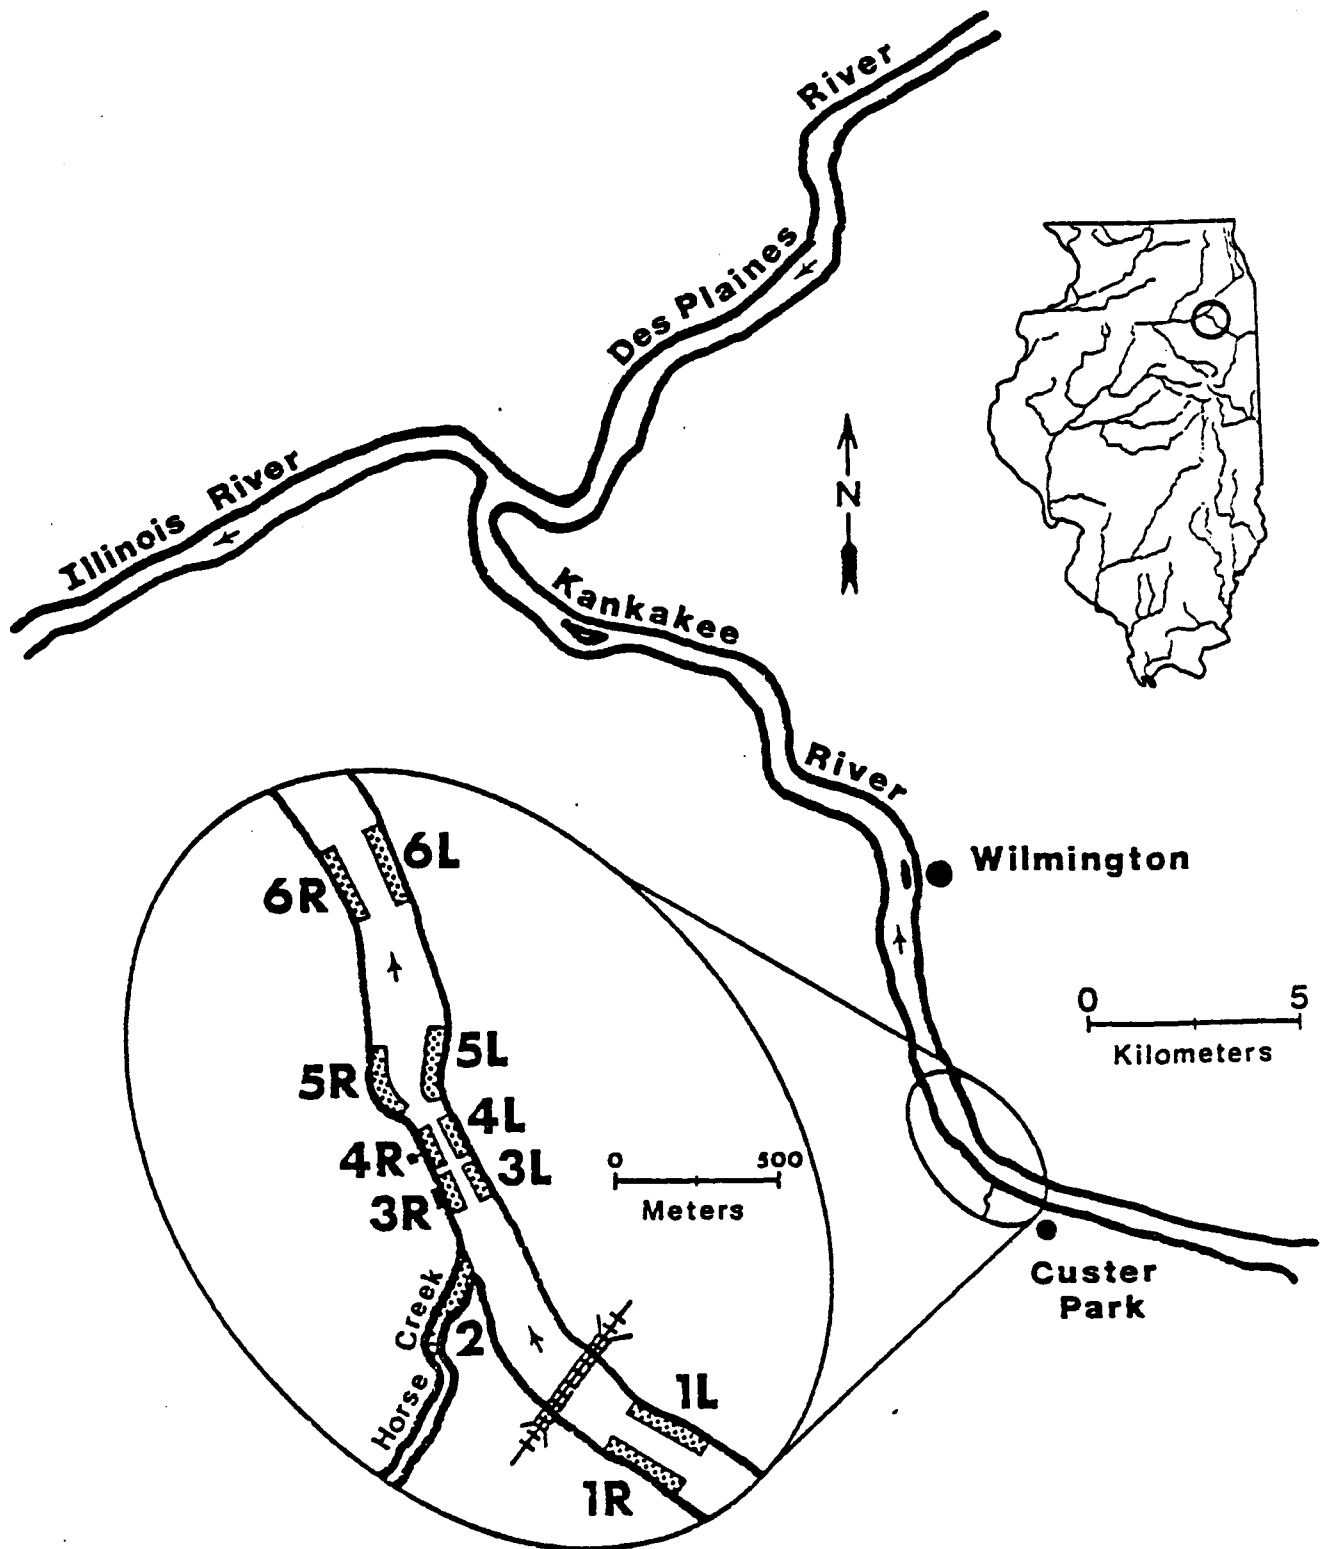 River
Des Plaines
Illinois River
N
Kankakee
River
Wilmington
0 5
Kilometers
Custer
Park
6L
6R
5L
5R
4L
4R
3L
3R
0 500
Meters
Horse Creek
2
1L
1R